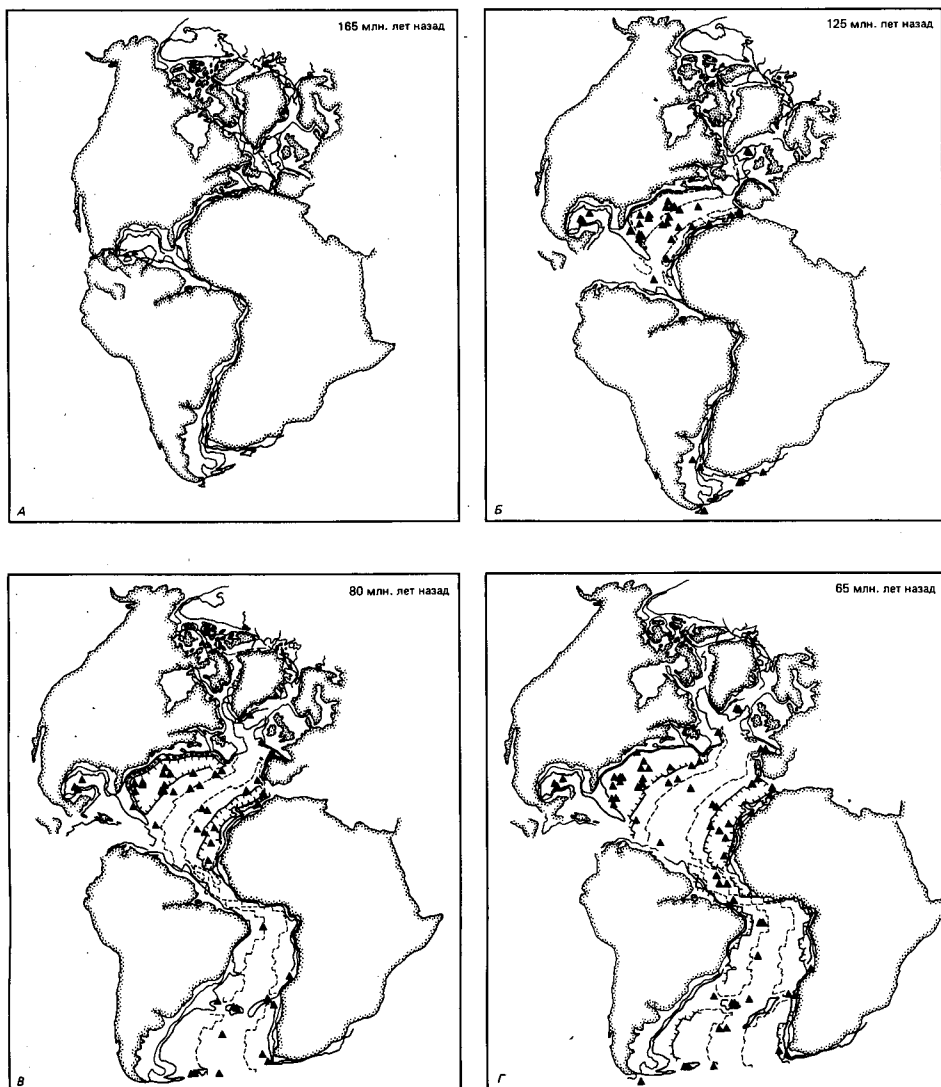 165 млн. лет назад
А
125 млн. лет назад
Б
80 млн. лет назад
В
65 млн. лет назад
Г